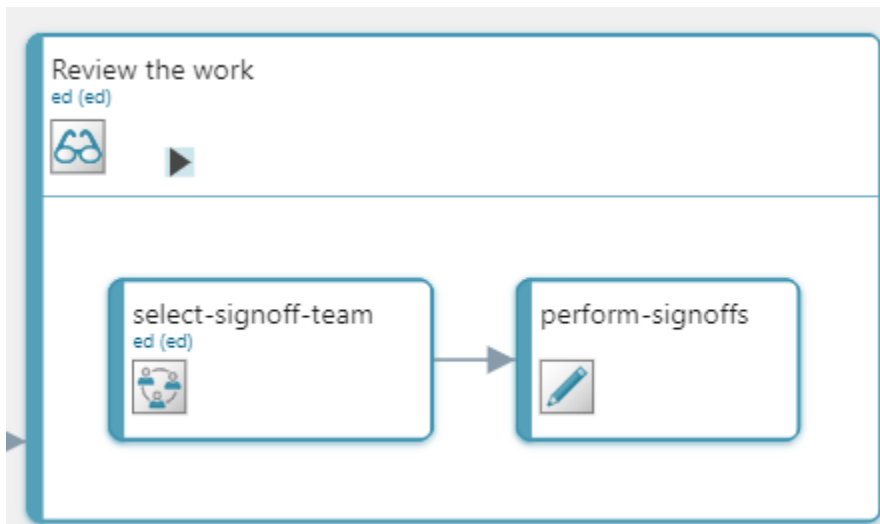 Review the work
ed (ed)
select-signoff-team
ed (ed)
perform-signoffs